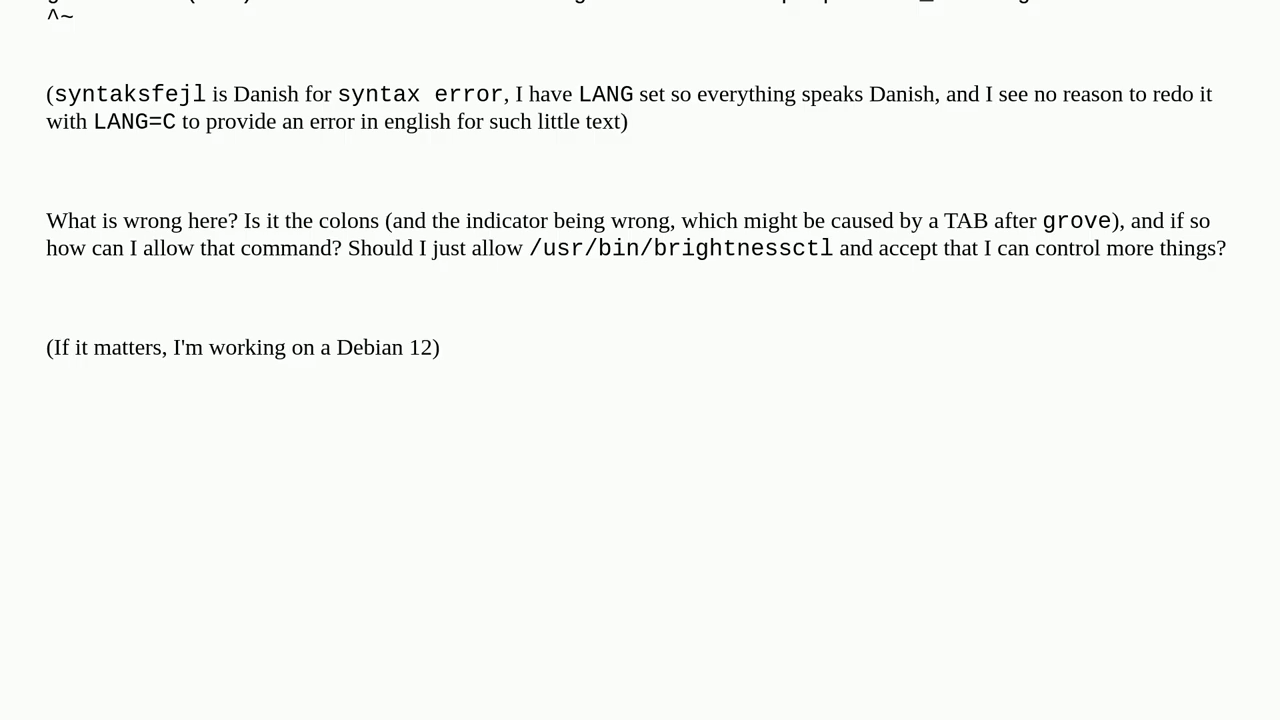 ^~
(syntaksfejl is Danish for syntax error, I have LANG set so everything speaks Danish, and I see no reason to redo it
with LANG=C to provide an error in english for such little text)
What is wrong here? Is it the colons (and the indicator being wrong, which might be caused by a TAB after grove), and if so
how can I allow that command? Should I just allow /usr/bin/brightnessctl and accept that I can control more things?
(If it matters, I'm working on a Debian 12)